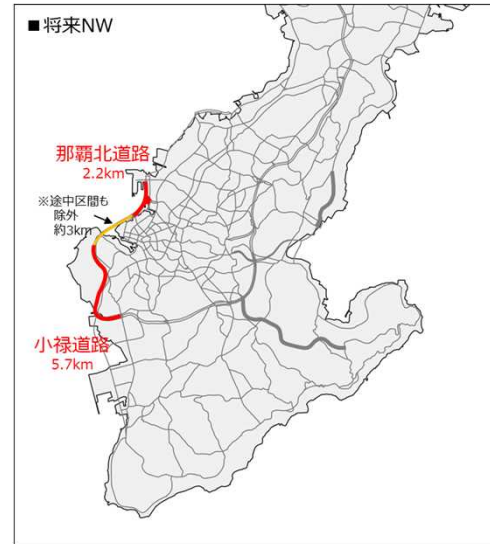 ■将来NW
那覇北道路
2.2km
※途中区間も
除外
約3km
小禄道路
5.7km